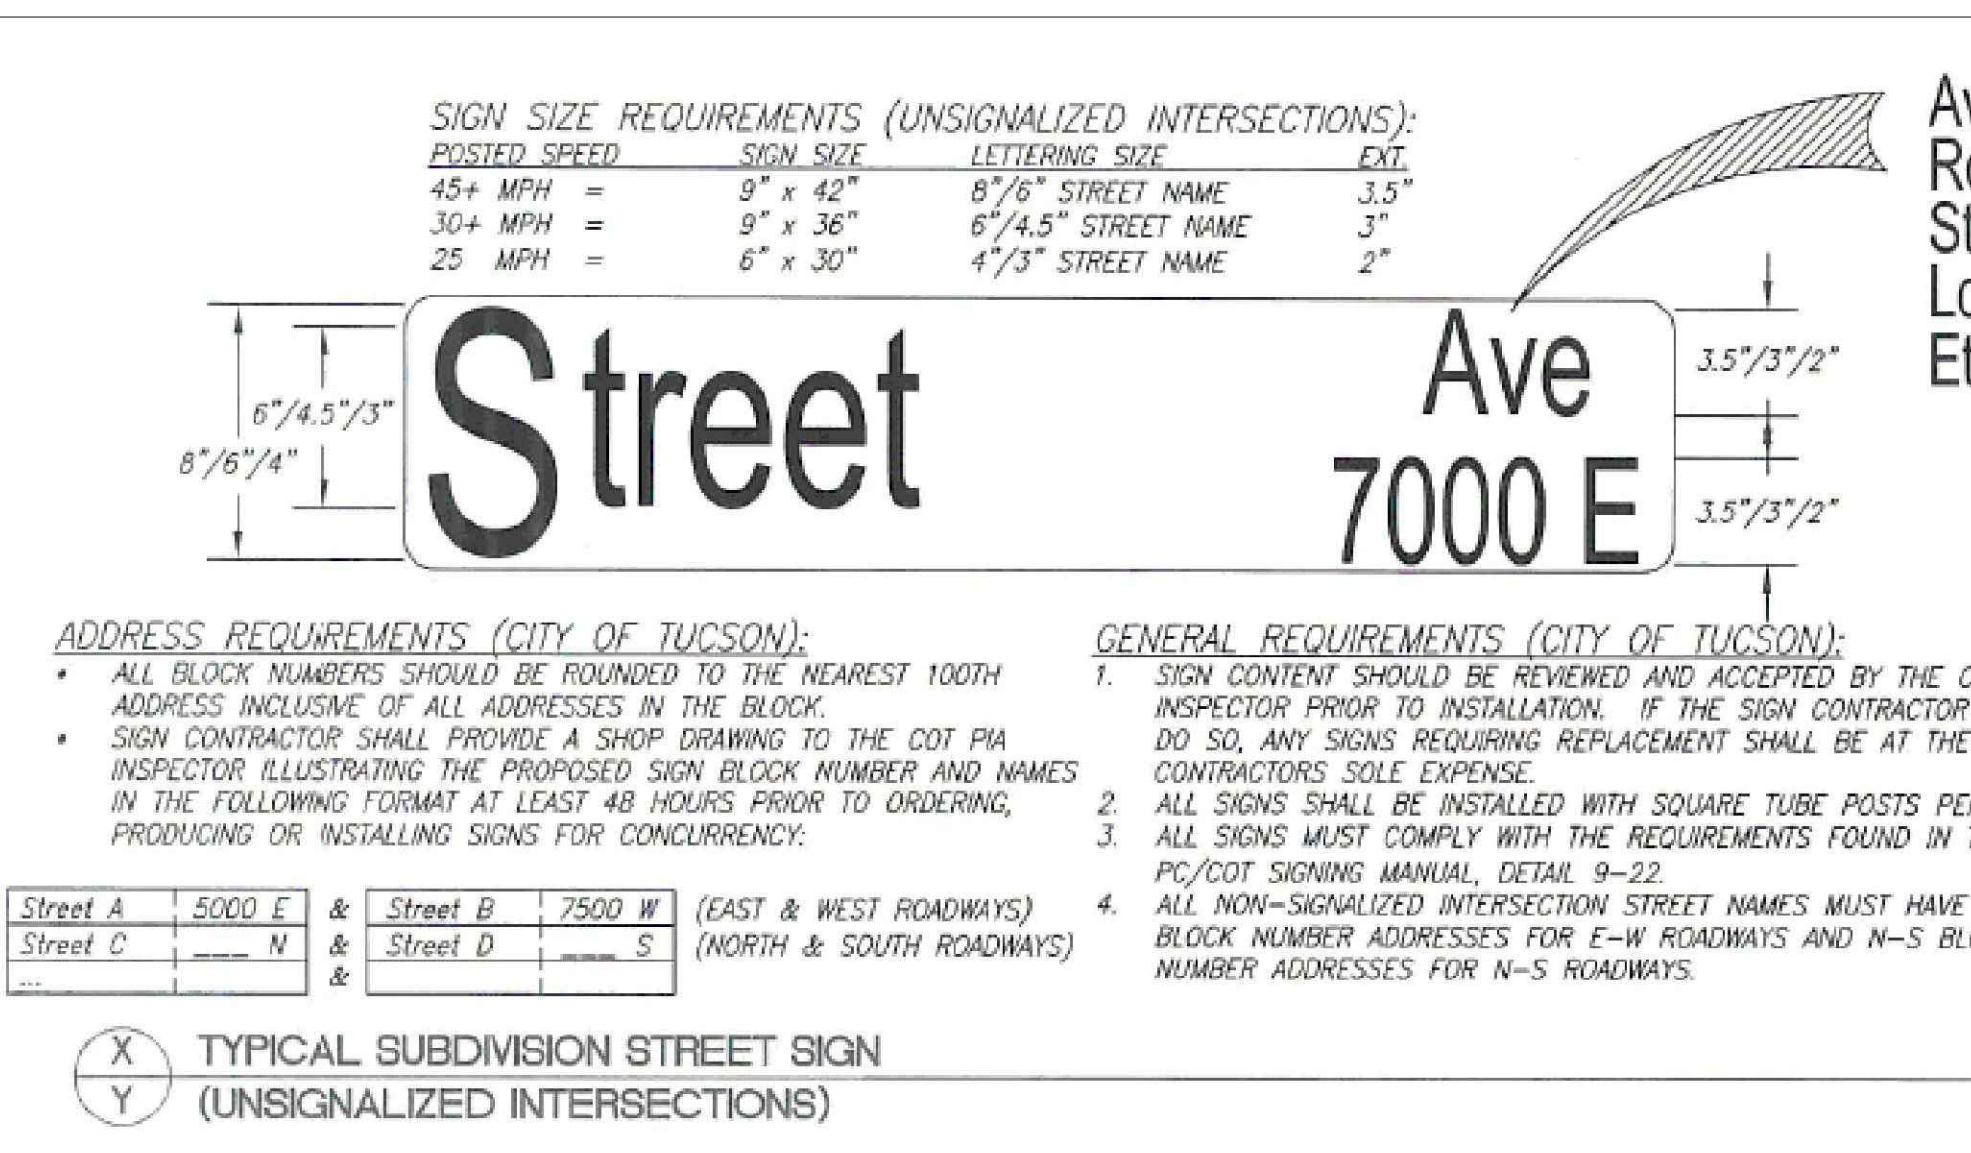 SIGN SIZE REQUIREMENTS (UNSIGNALIZED INTERSECTIONS):
POSTED SPEED SIGN SIZE LETTERING SIZE EXT.
45+ MPH = 9" x 42" 8"/6" STREET NAME 3.5"
30+ MPH = 9" x 36" 6"/4.5" STREET NAME 3"
25 MPH = 6" x 30" 4"/3" STREET NAME 2"
Street
Ave
7000 E
6"/4.5"/3"
8"/6"/4"
3.5"/3"/2"
3.5"/3"/2"
ADDRESS REQUIREMENTS (CITY OF TUCSON):
• ALL BLOCK NUMBERS SHOULD BE ROUNDED TO THE NEAREST 100TH
ADDRESS INCLUSIVE OF ALL ADDRESSES IN THE BLOCK.
• SIGN CONTRACTOR SHALL PROVIDE A SHOP DRAWING TO THE COT PIA
INSPECTOR ILLUSTRATING THE PROPOSED SIGN BLOCK NUMBER AND NAMES
IN THE FOLLOWING FORMAT AT LEAST 48 HOURS PRIOR TO ORDERING,
PRODUCING OR INSTALLING SIGNS FOR CONCURRENCY:
Street A 5000 E & Street B 7500 W (EAST & WEST ROADWAYS)
Street C ___ N & Street D ___ S (NORTH & SOUTH ROADWAYS)
... &
GENERAL REQUIREMENTS (CITY OF TUCSON):
1. SIGN CONTENT SHOULD BE REVIEWED AND ACCEPTED BY THE
INSPECTOR PRIOR TO INSTALLATION. IF THE SIGN CONTRACTOR
DO SO, ANY SIGNS REQUIRING REPLACEMENT SHALL BE AT THE
CONTRACTORS SOLE EXPENSE.
2. ALL SIGNS SHALL BE INSTALLED WITH SQUARE TUBE POSTS
3. ALL SIGNS MUST COMPLY WITH THE REQUIREMENTS FOUND IN
PC/COT SIGNING MANUAL, DETAIL 9-22.
4. ALL NON-SIGNALIZED INTERSECTION STREET NAMES MUST HAVE
BLOCK NUMBER ADDRESSES FOR E-W ROADWAYS AND N-S
NUMBER ADDRESSES FOR N-S ROADWAYS.
X
Y
TYPICAL SUBDIVISION STREET SIGN
(UNSIGNALIZED INTERSECTIONS)